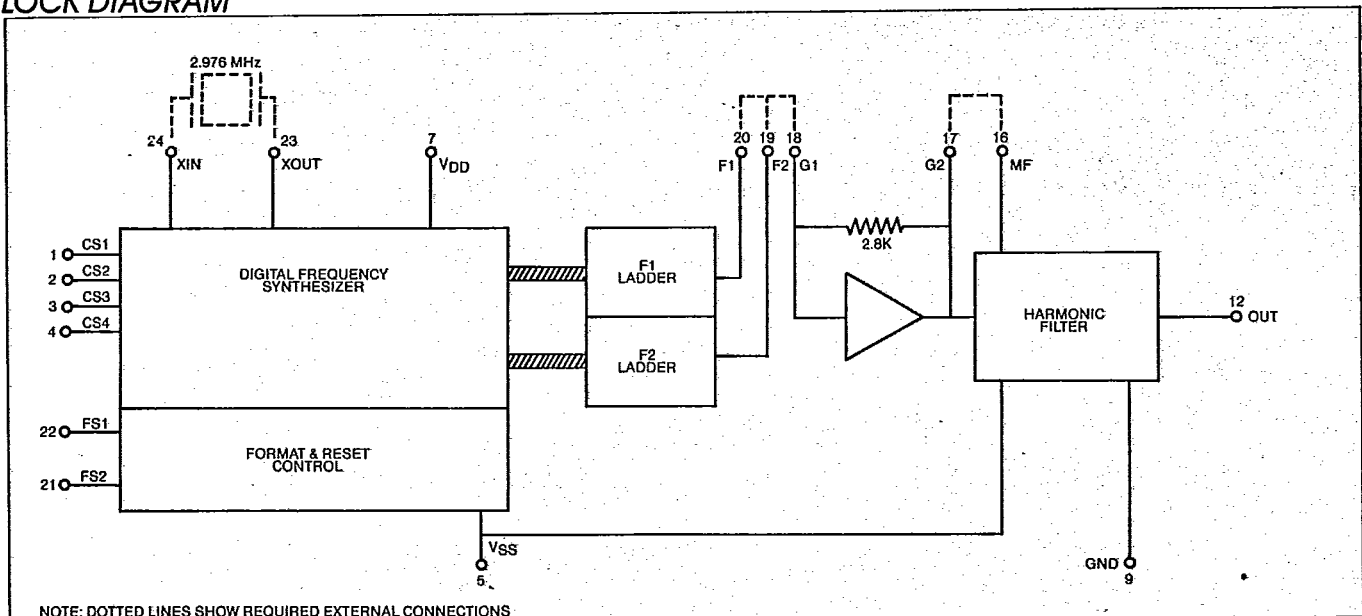 LOCK DIAGRAM
2.976 MHz
24
XIN
23
XOUT
7
VDD
20
F1
19
F2
18
G1
17
G2
16
MF
1 CS1
2 CS2
3 CS3
4 CS4
DIGITAL FREQUENCY
SYNTHESIZER
F1
LADDER
F2
LADDER
2.8K
HARMONIC
FILTER
12
OUT
22 FS1
21 FS2
FORMAT & RESET
CONTROL
VSS
5
GND
9
NOTE: DOTTED LINES SHOW REQUIRED EXTERNAL CONNECTIONS